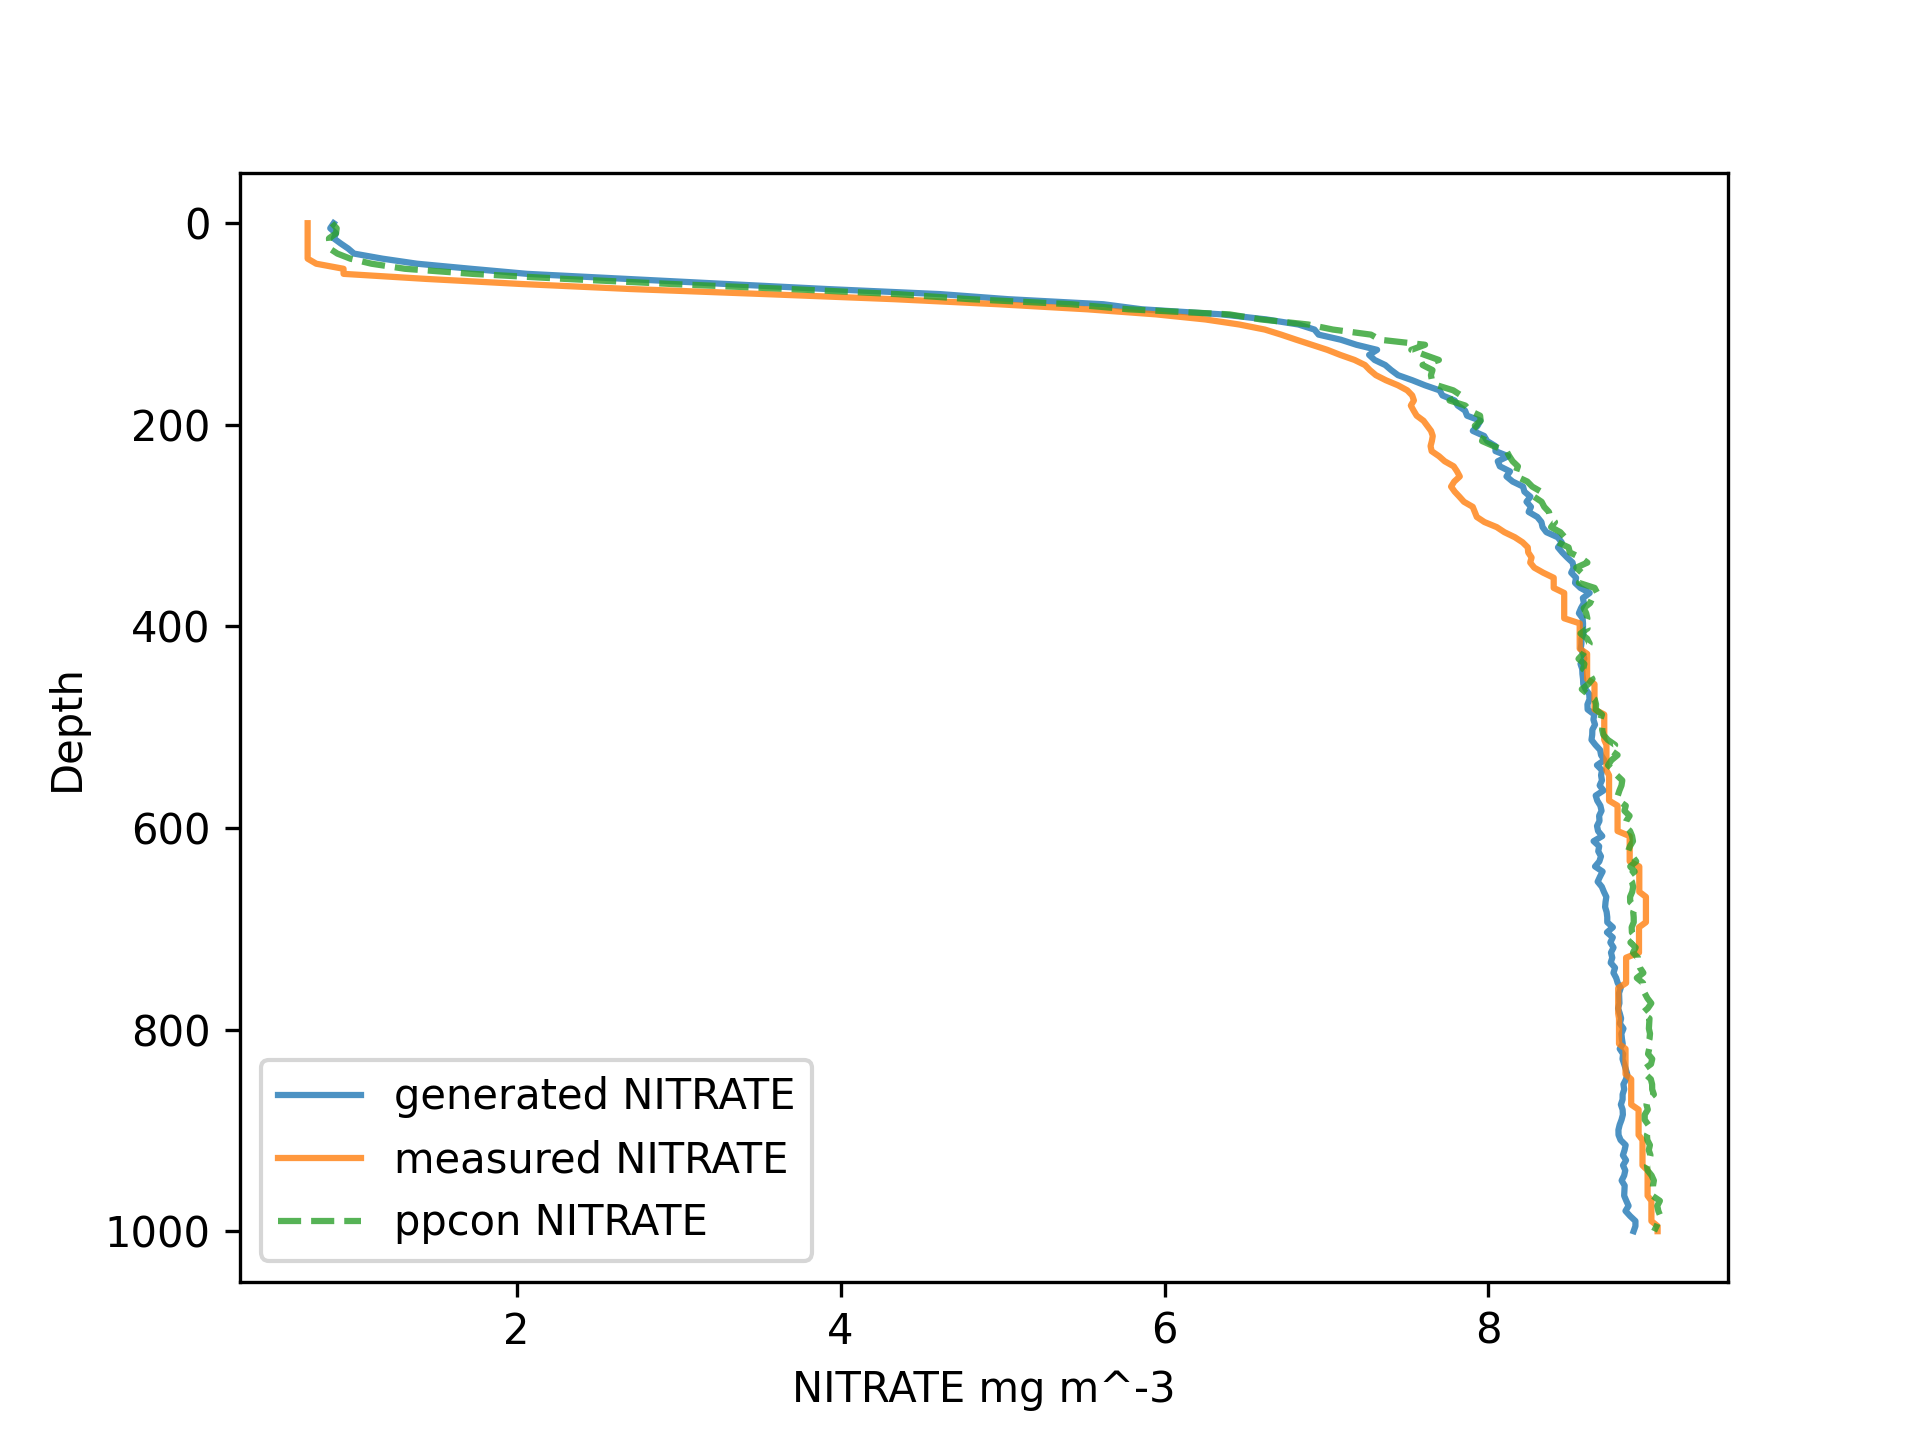 0
200
400
600
800
1000
Depth
generated NITRATE
measured NITRATE
ppcon NITRATE
2 4 6 8
NITRATE mg m^-3